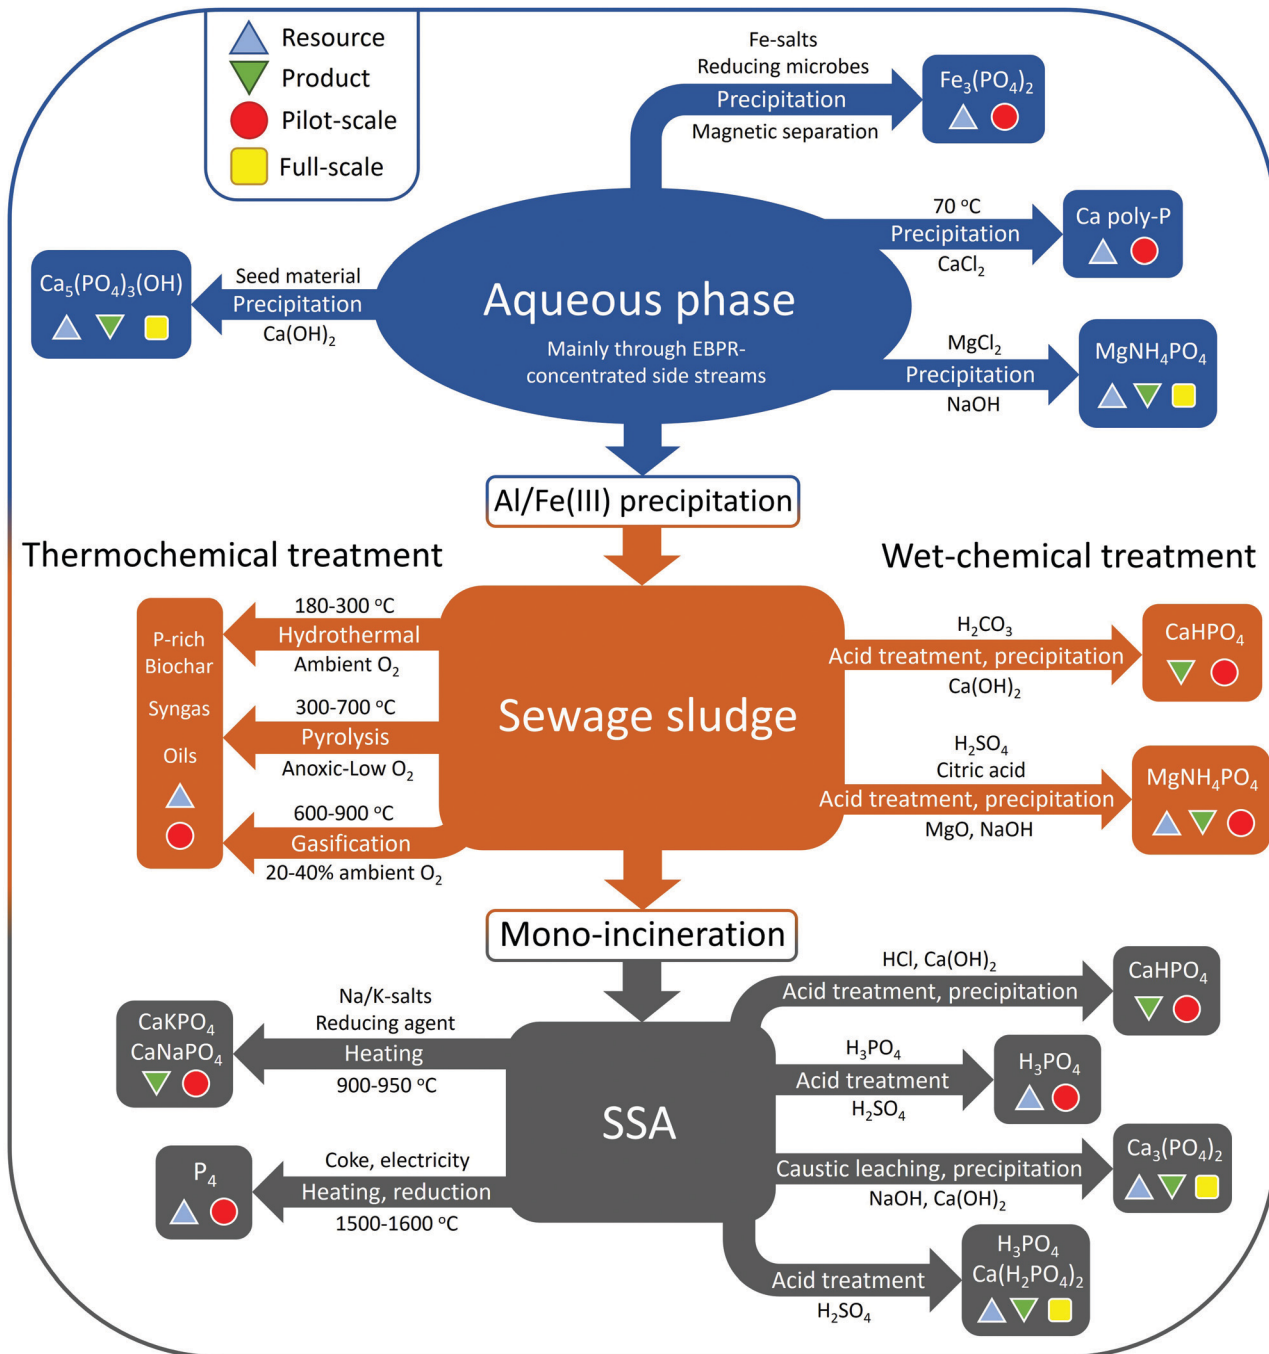 Resource
Product
Pilot-scale
Full-scale
Fe-salts
Reducing microbes
Precipitation
Magnetic separation
Fe₃(PO₄)₂
70 °C
Precipitation
CaCl₂
Ca poly-P
Ca₅(PO₄)₃(OH)
Seed material
Precipitation
Ca(OH)₂
Aqueous phase
Mainly through EBPR-
concentrated side streams
MgCl₂
Precipitation
NaOH
MgNH₄PO₄
Al/Fe(III) precipitation
Thermochemical treatment
Wet-chemical treatment
P-rich
Biochar
Syngas
Oils
180-300 °C
Hydrothermal
Ambient O₂
300-700 °C
Pyrolysis
Anoxic-Low O₂
600-900 °C
Gasification
20-40% ambient O₂
Sewage sludge
H₂CO₃
Acid treatment, precipitation
Ca(OH)₂
CaHPO₄
H₂SO₄
Citric acid
Acid treatment, precipitation
MgO, NaOH
MgNH₄PO₄
Mono-incineration
CaKPO₄
CaNaPO₄
Na/K-salts
Reducing agent
Heating
900-950 °C
P₄
Coke, electricity
Heating, reduction
1500-1600 °C
SSA
HCl, Ca(OH)₂
Acid treatment, precipitation
CaHPO₄
H₃PO₄
Acid treatment
H₂SO₄
H₃PO₄
Caustic leaching, precipitation
NaOH, Ca(OH)₂
Ca₃(PO₄)₂
Acid treatment
H₂SO₄
H₃PO₄
Ca(H₂PO₄)₂